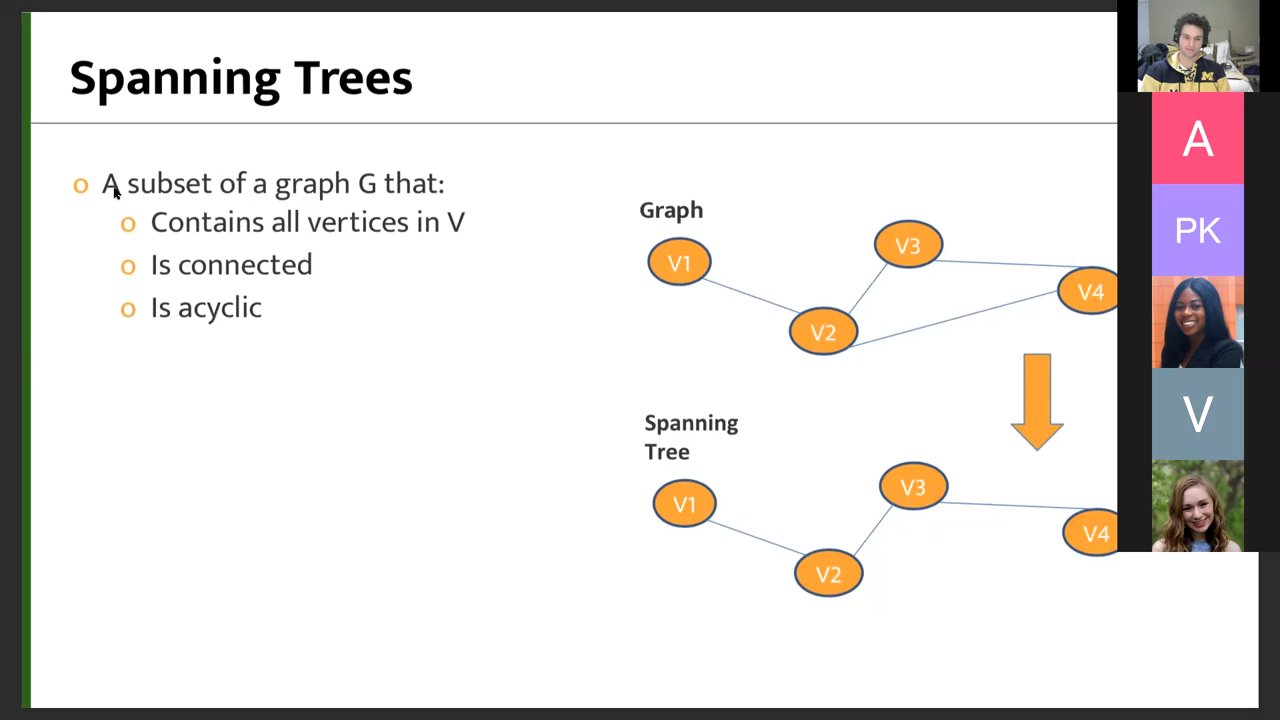 Spanning Trees
o A subset of a graph G that:
o Contains all vertices in V
o Is connected
o Is acyclic
Graph
V1
V3
V4
V2
Spanning
Tree
V1
V3
V4
V2
M
A
PK
V